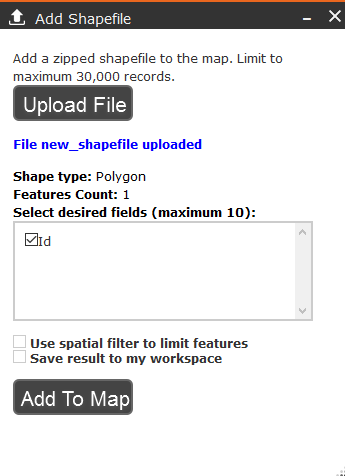 Add Shapefile
Add a zipped shapefile to the map. Limit to
maximum 30,000 records.
Upload File
File new_shapefile uploaded
Shape type: Polygon
Features Count: 1
Select desired fields (maximum 10):
Id
Use spatial filter to limit features
Save result to my workspace
Add To Map